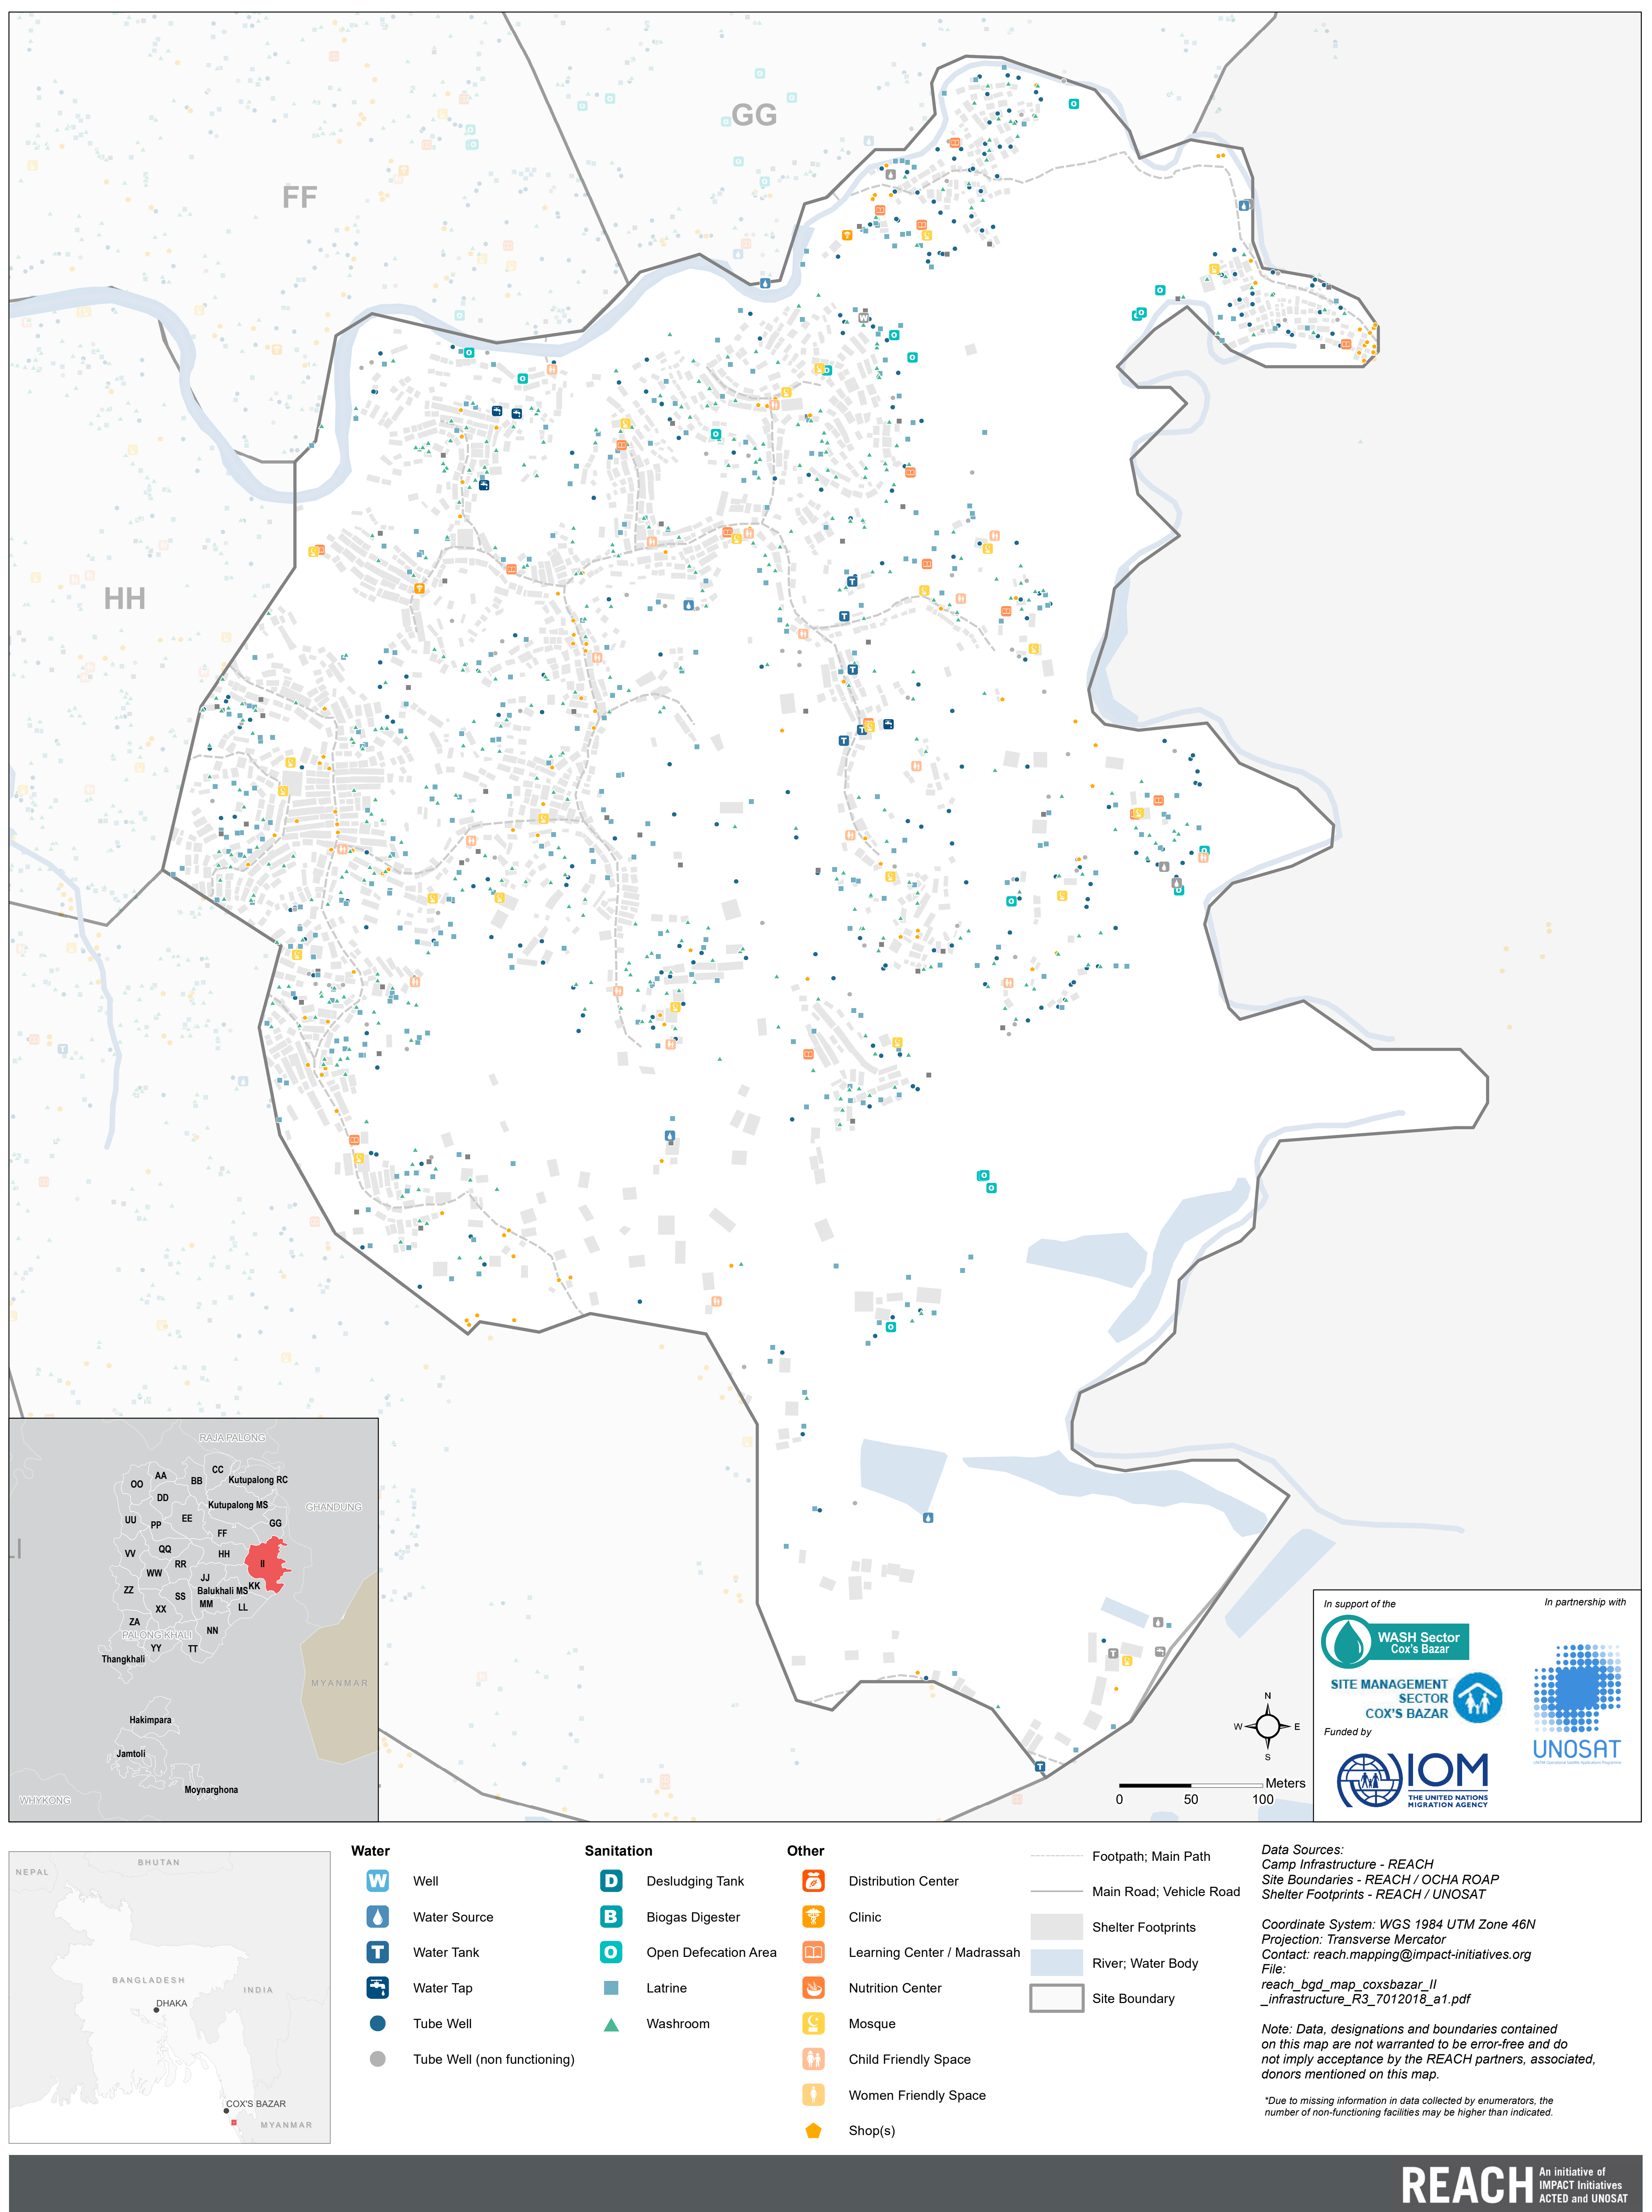 GG
FF
HH
RAJA PALONG
CC
AA
BB
Kutupalong RC
OO
DD
Kutupalong MS
GHANDUNG
UU
PP
EE
GG
FF
VV
QQ
HH
II
RR
WW
JJ
KK
ZZ
SS
Balukhali MS
XX
MM
LL
ZA
NN
PALONG KHALI
YY
TT
Thangkhali
MYANMAR
Hakimpara
Jamtoli
Moynarghona
WHYKONG
N
W
E
S
Meters
0
50
100
In support of the
In partnership with
WASH Sector
Cox's Bazar
SITE MANAGEMENT
SECTOR
COX'S BAZAR
Funded by
UNOSAT
IOM
THE UNITED NATIONS
MIGRATION AGENCY
NEPAL
BHUTAN
BANGLADESH
INDIA
DHAKA
COX'S BAZAR
MYANMAR
Water
W Well
Water Source
T Water Tank
Water Tap
Tube Well
Tube Well (non functioning)
Sanitation
D Desludging Tank
B Biogas Digester
O Open Defecation Area
Latrine
Washroom
Other
Distribution Center
Clinic
Learning Center / Madrassah
Nutrition Center
Mosque
Child Friendly Space
Women Friendly Space
Shop(s)
Footpath; Main Path
Main Road; Vehicle Road
Shelter Footprints
River; Water Body
Site Boundary
Data Sources:
Camp Infrastructure - REACH
Site Boundaries - REACH / OCHA ROAP
Shelter Footprints - REACH / UNOSAT
Coordinate System: WGS 1984 UTM Zone 46N
Projection: Transverse Mercator
Contact: reach.mapping@impact-initiatives.org
File:
reach_bgd_map_coxsbazar_II
_infrastructure_R3_7012018_a1.pdf
Note: Data, designations and boundaries contained
on this map are not warranted to be error-free and do
not imply acceptance by the REACH partners, associated,
donors mentioned on this map.
*Due to missing information in data collected by enumerators, the
number of non-functioning facilities may be higher than indicated.
REACH
An initiative of
IMPACT Initiatives
ACTED and UNOSAT